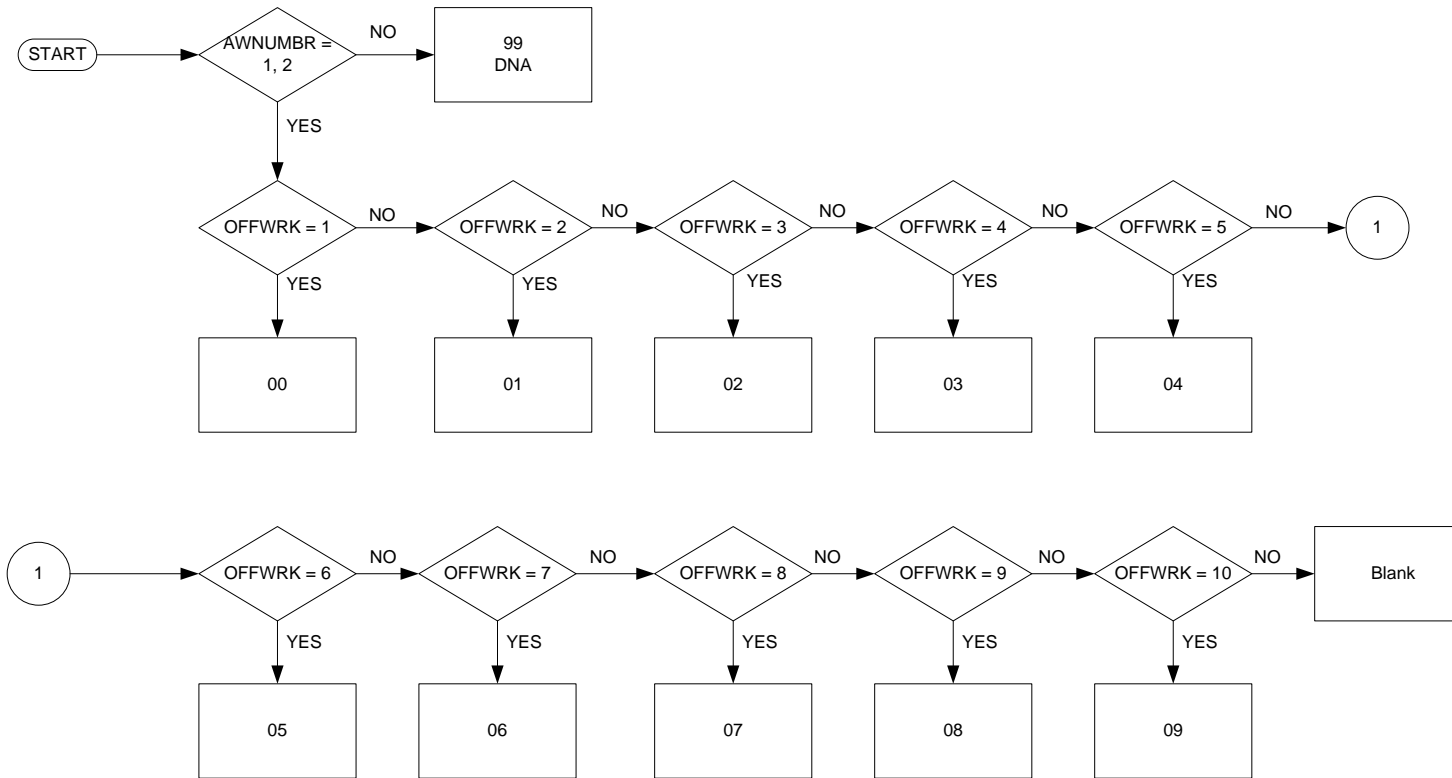 START
AWNUMBR =
1, 2
NO
99
DNA
YES
OFFWRK = 1
NO
OFFWRK = 2
NO
OFFWRK = 3
NO
OFFWRK = 4
NO
OFFWRK = 5
NO
1
YES
YES
YES
YES
YES
00
01
02
03
04
1
OFFWRK = 6
NO
OFFWRK = 7
NO
OFFWRK = 8
NO
OFFWRK = 9
NO
OFFWRK = 10
NO
Blank
YES
YES
YES
YES
YES
05
06
07
08
09